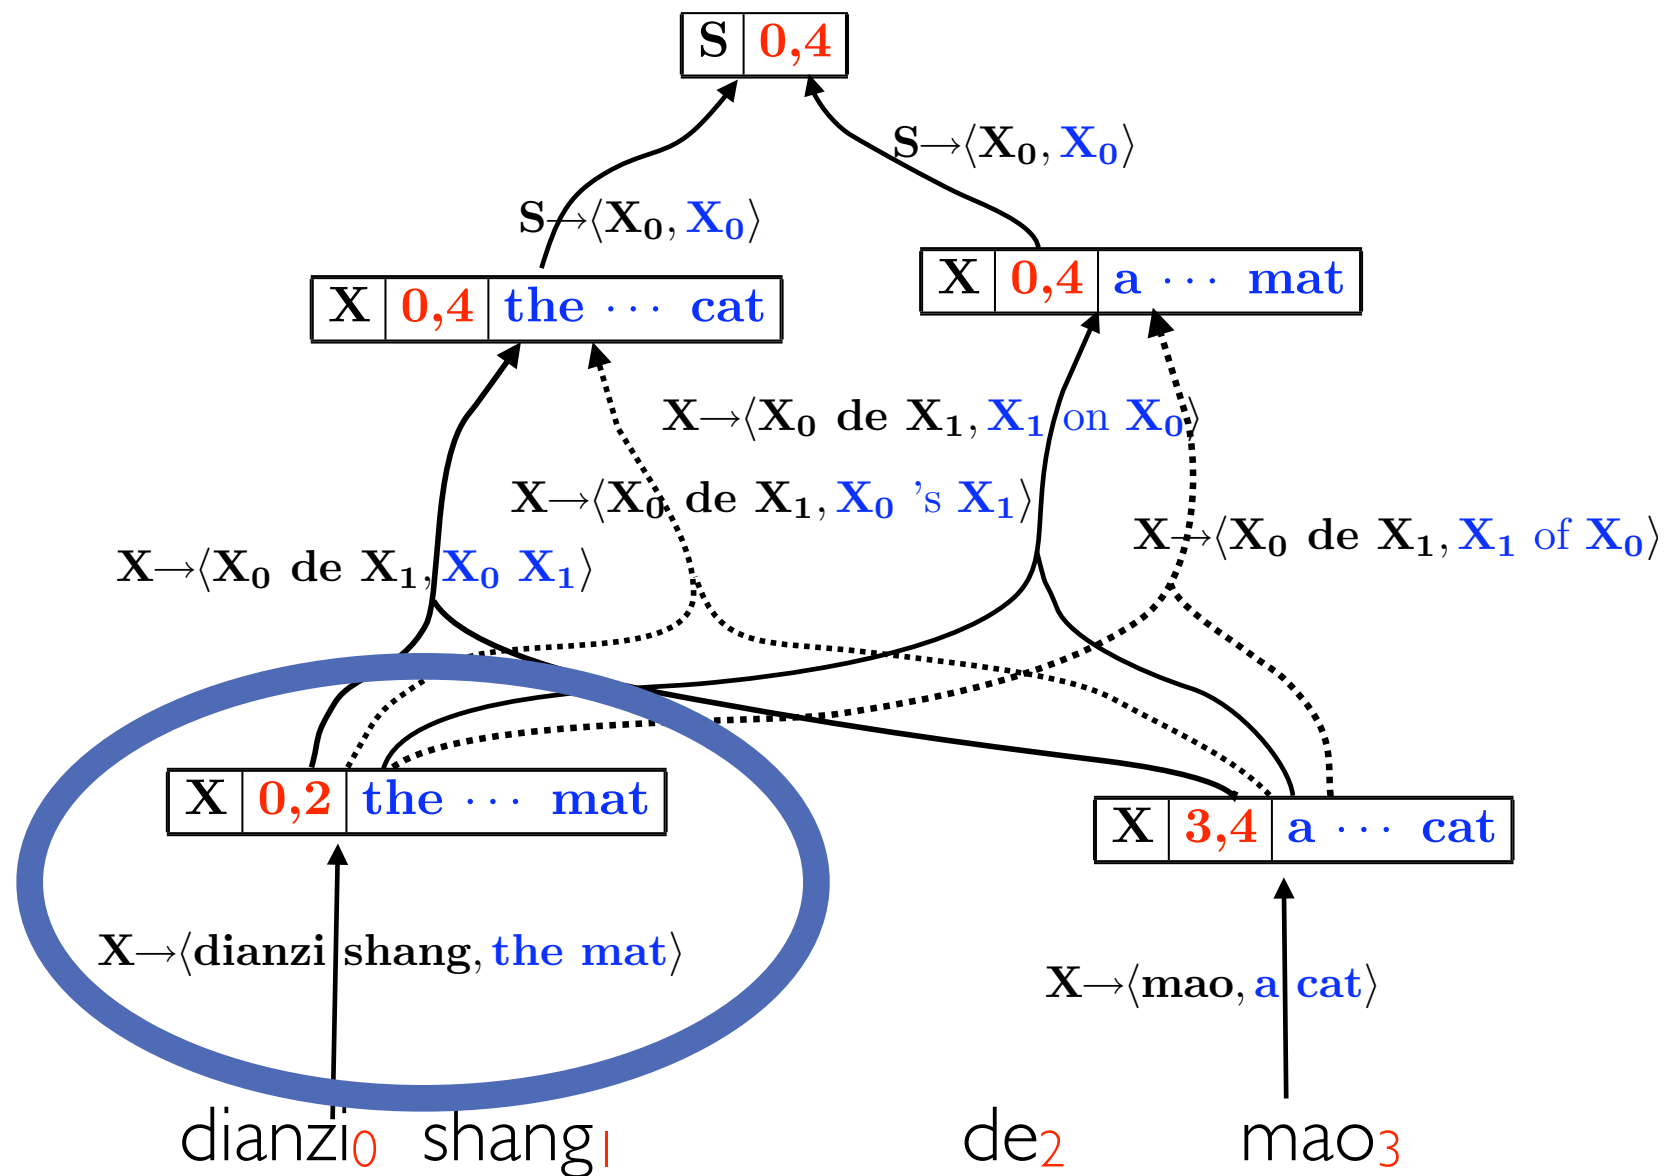 S 0,4
S→⟨X₀, X₀⟩
S→⟨X₀, X₀⟩
X 0,4 a ⋯ mat
X 0,4 the ⋯ cat
X→⟨X₀ de X₁, X₁ on X₀⟩
X→⟨X₀ de X₁, X₀ 's X₁⟩
X→⟨X₀ de X₁, X₁ of X₀⟩
X→⟨X₀ de X₁, X₀ X₁⟩
X 0,2 the ⋯ mat
X 3,4 a ⋯ cat
X→⟨dianzi shang, the mat⟩
X→⟨mao, a cat⟩
dianzi₀ shang₁ de₂ mao₃